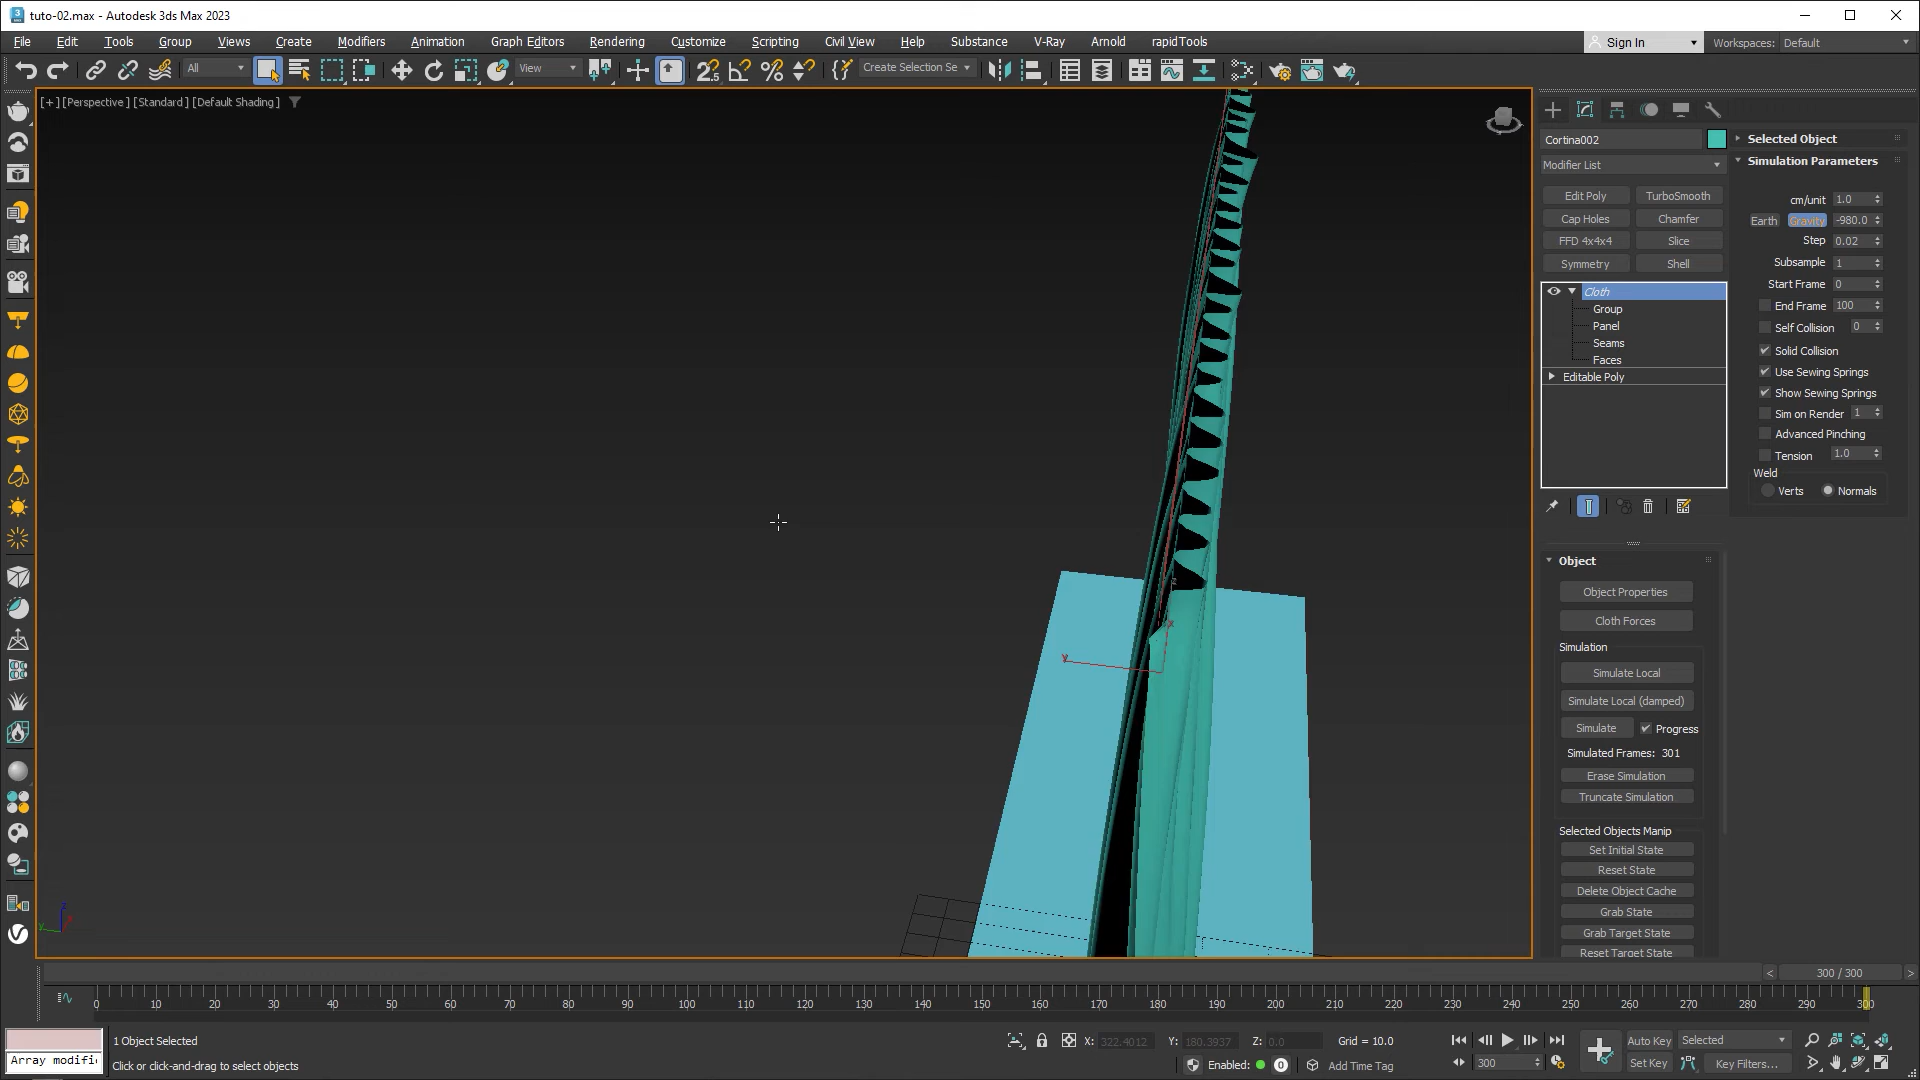 tuto-02.max - Autodesk 3ds Max 2023
File Edit Tools Group Views Create Modifiers Animation Graph Editors Rendering Customize Scripting Civil View Help Substance V-Ray Arnold rapidTools
Sign In
Workspaces: Default
All
View
Create Selection Se
[+] [Perspective ] [Standard ] [Default Shading ]
Cortina002
Modifier List
Edit Poly TurboSmooth
Cap Holes Chamfer
FFD 4x4x4 Slice
Symmetry Shell
Cloth
Group
Panel
Seams
Faces
Editable Poly
Selected Object
Simulation Parameters
cm/unit 1.0
Earth Gravity -980.0
Step 0.02
Subsample 1
Start Frame 0
End Frame 100
Self Collision 0
Solid Collision
Use Sewing Springs
Show Sewing Springs
Sim on Render 1
Advanced Pinching
Tension 1.0
Weld
Verts Normals
Object
Object Properties
Cloth Forces
Simulation
Simulate Local
Simulate Local (damped)
Simulate Progress
Simulated Frames: 301
Erase Simulation
Truncate Simulation
Selected Objects Manip
Set Initial State
Reset State
Delete Object Cache
Grab State
Grab Target State
Reset Target State
y
x
z
300 / 300
0 10 20 30 40 50 60 70 80 90 100 110 120 130 140 150 160 170 180 190 200 210 220 230 240 250 260 270 280 290 300
1 Object Selected
Array modifi
Click or click-and-drag to select objects
X: 322.4012 Y: 180.3937 Z: 0.0 Grid = 10.0
Enabled: 0 Add Time Tag
300
Auto Key Selected
Set Key Key Filters...